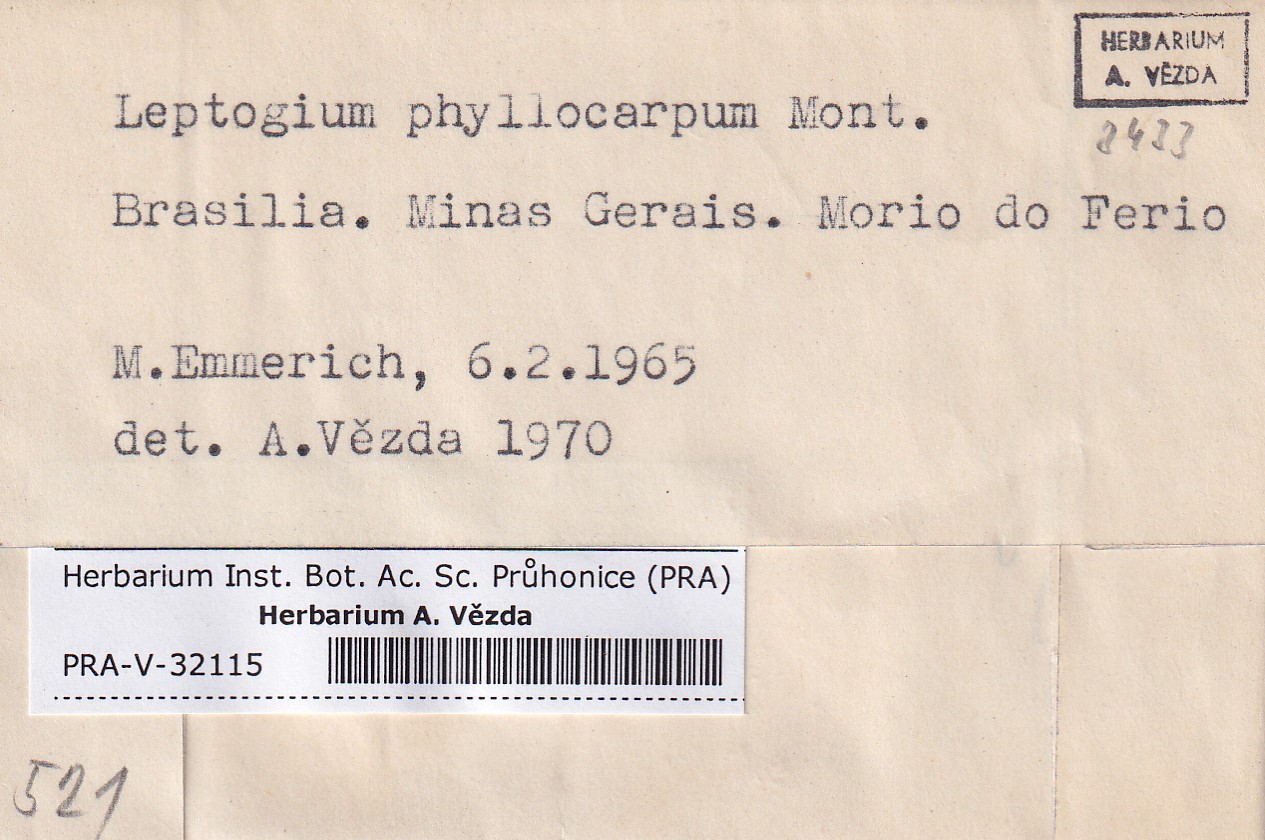 HERBARIUM
A. VĚZDA
Leptogium phyllocarpum Mont.
Brasilia. Minas Gerais. Morio do Ferio
M.Emmerich, 6.2.1965
det. A.Vězda 1970
Herbarium Inst. Bot. Ac. Sc. Průhonice (PRA)
Herbarium A. Vězda
PRA-V-32115
521